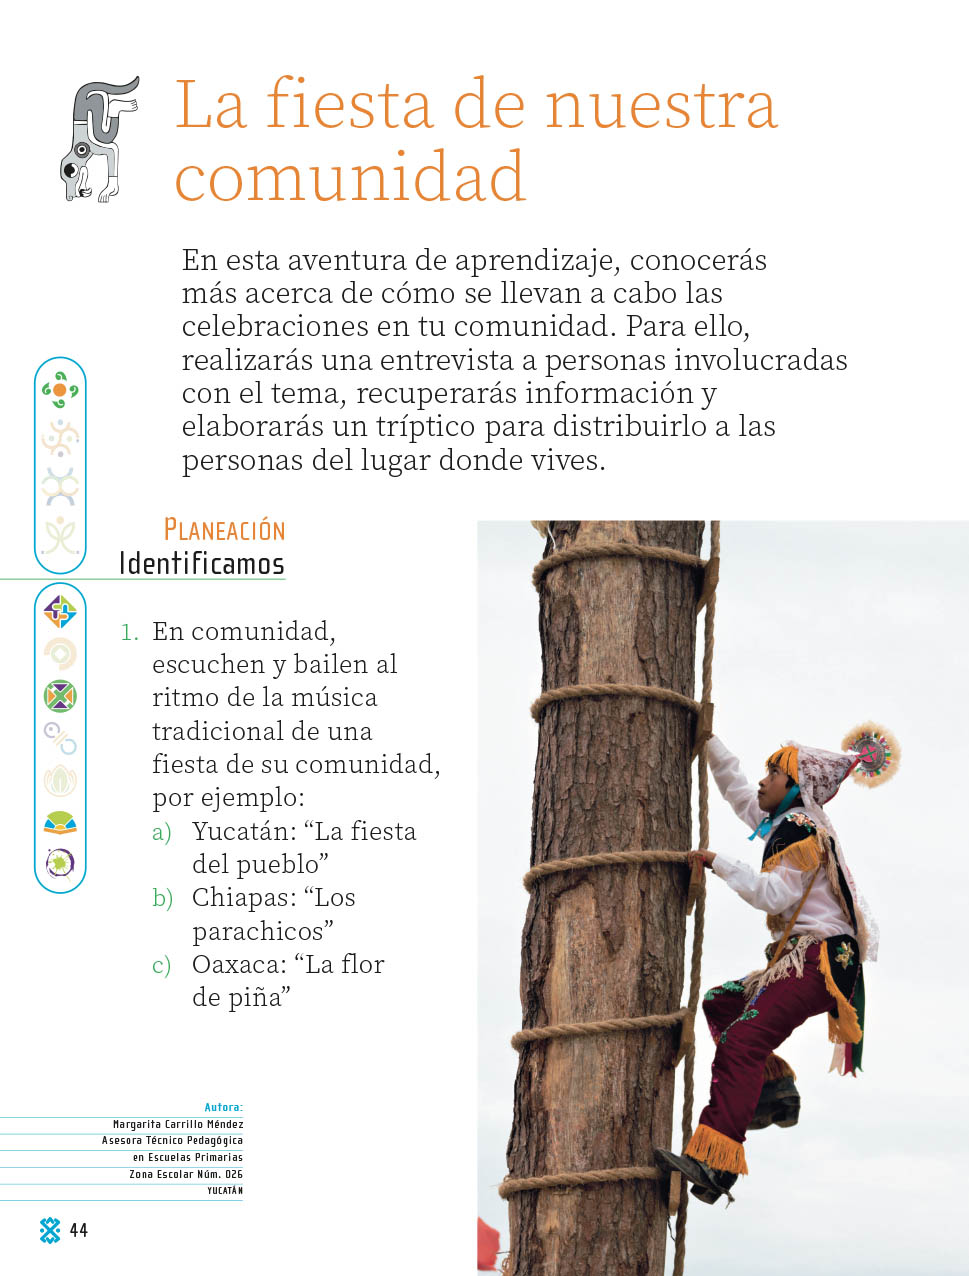 La fiesta de nuestra
comunidad
En esta aventura de aprendizaje, conocerás
más acerca de cómo se llevan a cabo las
celebraciones en tu comunidad. Para ello,
realizarás una entrevista a personas involucradas
con el tema, recuperarás información y
elaborarás un tríptico para distribuirlo a las
personas del lugar donde vives.
Planeación
Identificamos
1. En comunidad,
escuchen y bailen al
ritmo de la música
tradicional de una
fiesta de su comunidad,
por ejemplo:
a) Yucatán: “La fiesta
del pueblo”
b) Chiapas: “Los
parachicos”
c) Oaxaca: “La flor
de piña”
Autora:
Margarita Carrillo Méndez
Asesora Técnico Pedagógica
en Escuelas Primarias
Zona Escolar Núm. 026
YUCATÁN
44